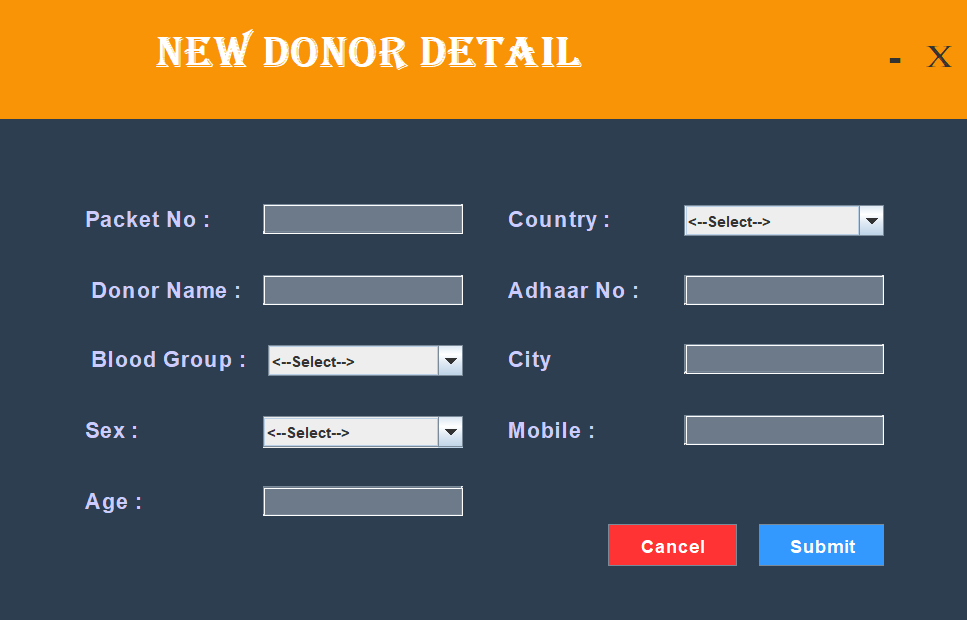 NEW DONOR DETAIL
- X
Packet No :
<--Select-->
Country :
Donor Name :
Adhaar No :
Blood Group :
<--Select-->
City
Sex :
<--Select-->
Mobile :
Age :
Cancel
Submit